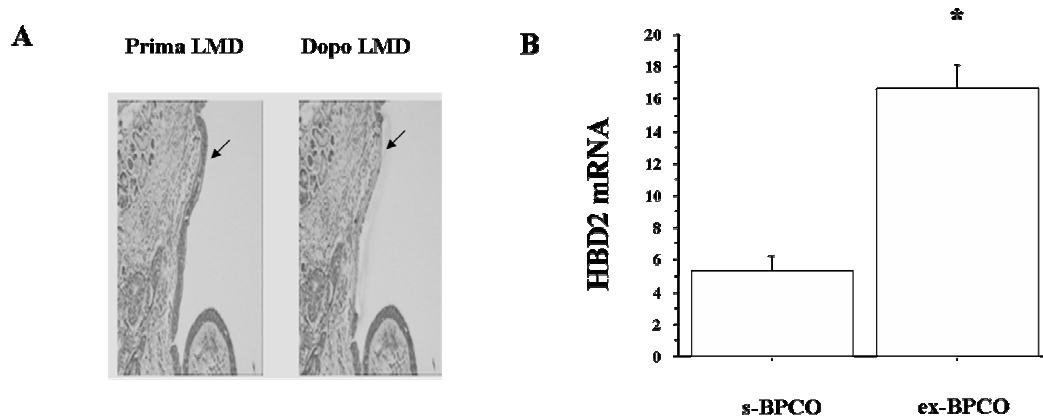 A
Prima LMD
Dopo LMD
B
*
20
18
16
14
12
10
8
6
4
2
0
HBD2 mRNA
s-BPCO
ex-BPCO